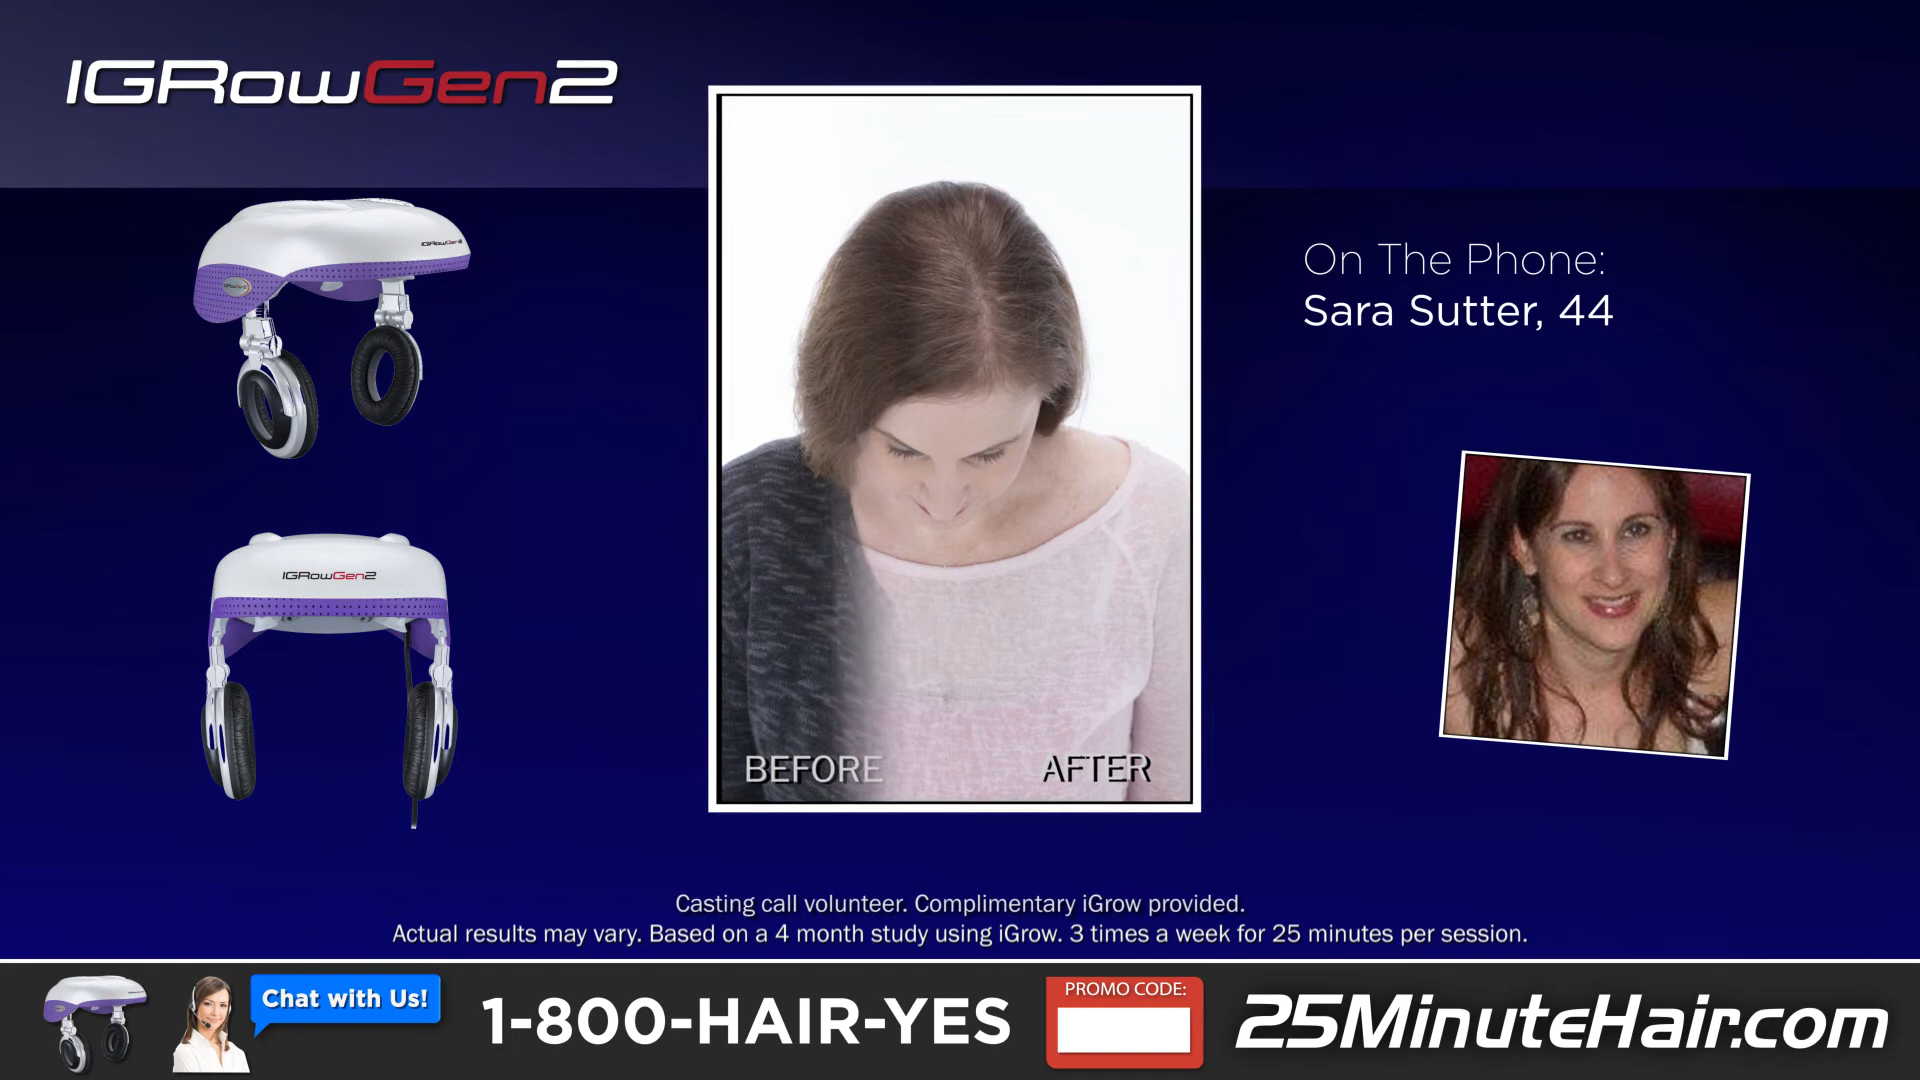 IGRowGen2
IGRowGen2
IGRowGen2
BEFORE
AFTER
On The Phone:
Sara Sutter, 44
Casting call volunteer. Complimentary iGrow provided.
Actual results may vary. Based on a 4 month study using iGrow. 3 times a week for 25 minutes per session.
Chat with Us!
1-800-HAIR-YES
PROMO CODE:
25MinuteHair.com